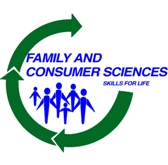 FAMILY AND
CONSUMER SCIENCES
SKILLS FOR LIFE